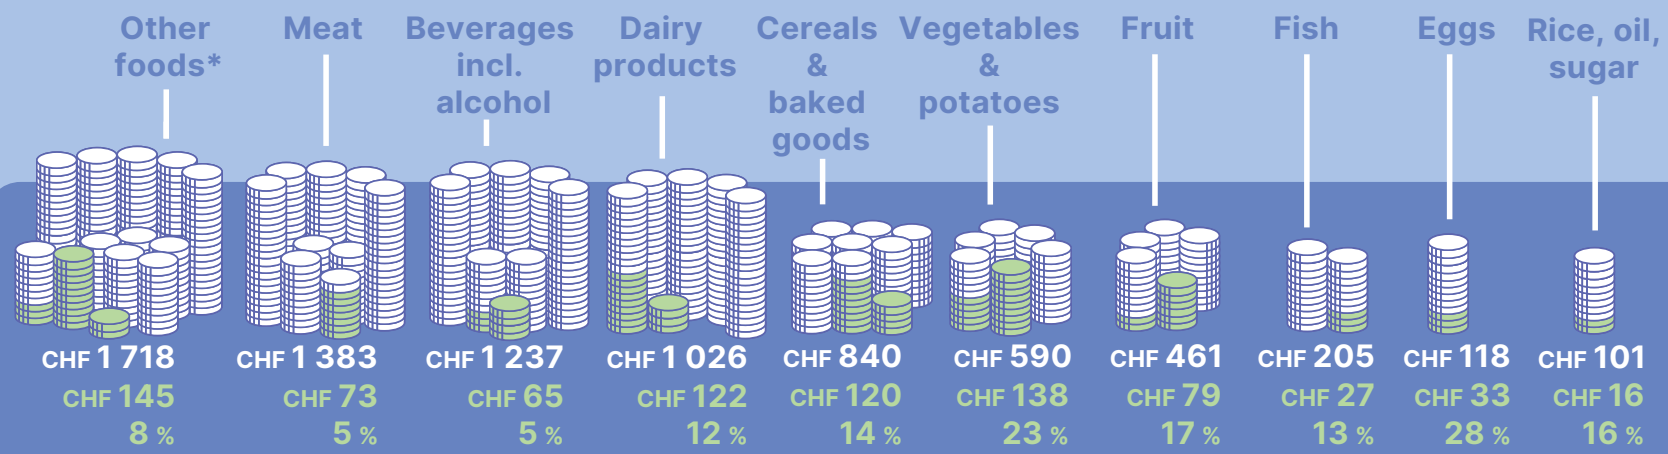 Other
foods*
Meat
Beverages
incl.
alcohol
Dairy
products
Cereals
&
baked
goods
Vegetables
&
potatoes
Fruit
Fish
Eggs
Rice, oil,
sugar
CHF 1 718
CHF 145
8 %
CHF 1 383
CHF 73
5 %
CHF 1 237
CHF 65
5 %
CHF 1 026
CHF 122
12 %
CHF 840
CHF 120
14 %
CHF 590
CHF 138
23 %
CHF 461
CHF 79
17 %
CHF 205
CHF 27
13 %
CHF 118
CHF 33
28 %
CHF 101
CHF 16
16 %